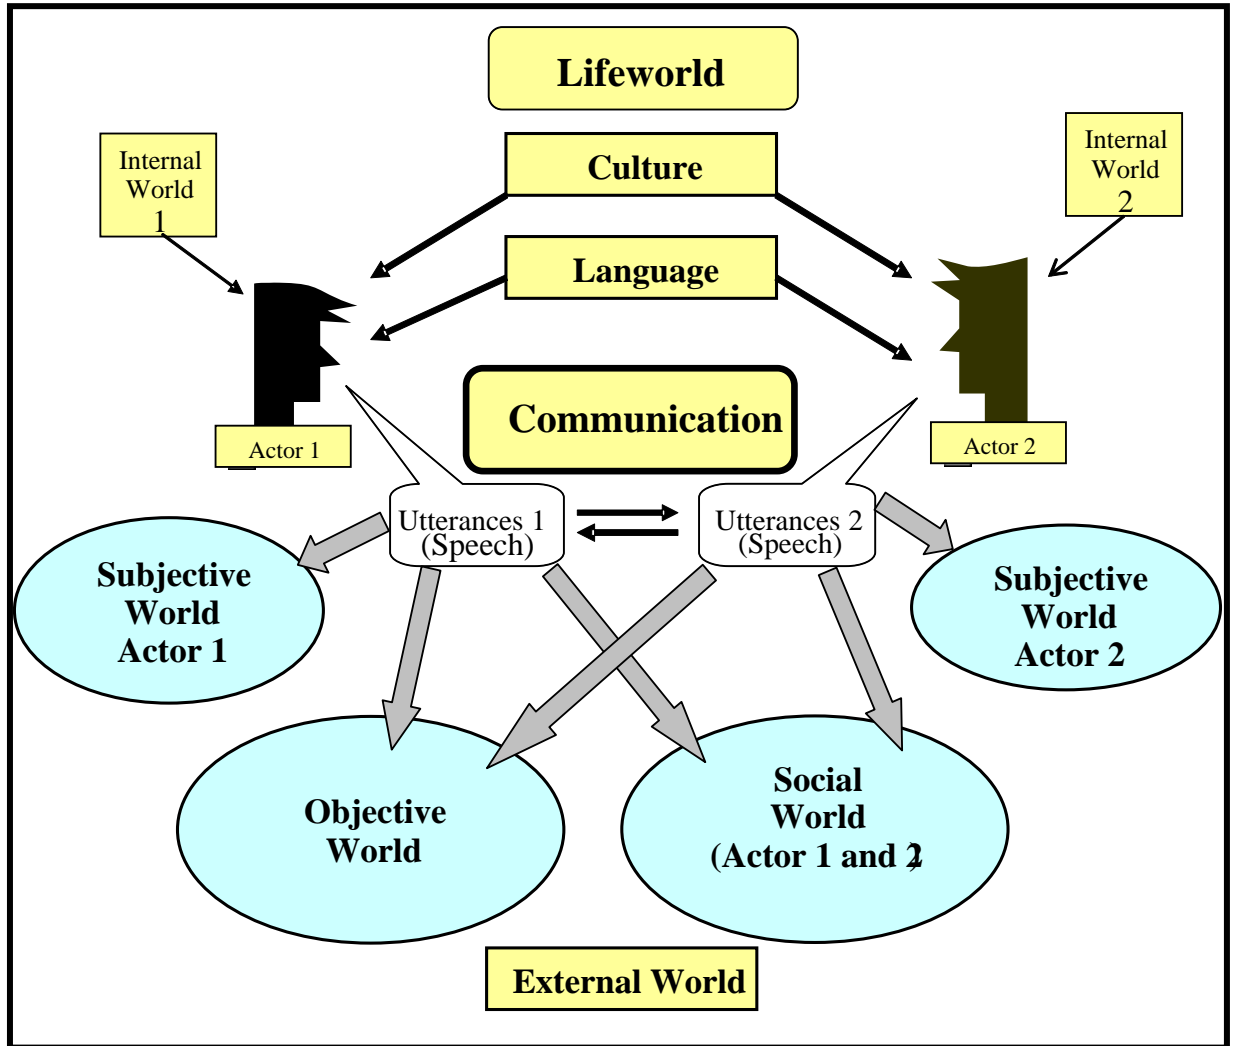 Lifeworld
Internal
World
1
Culture
Internal
World
2
Language
Communication
Actor 1
Actor 2
Utterances 1
(Speech)
Utterances 2
(Speech)
Subjective
World
Actor 1
Subjective
World
Actor 2
Objective
World
Social
World
(Actor 1 and 2)
External World